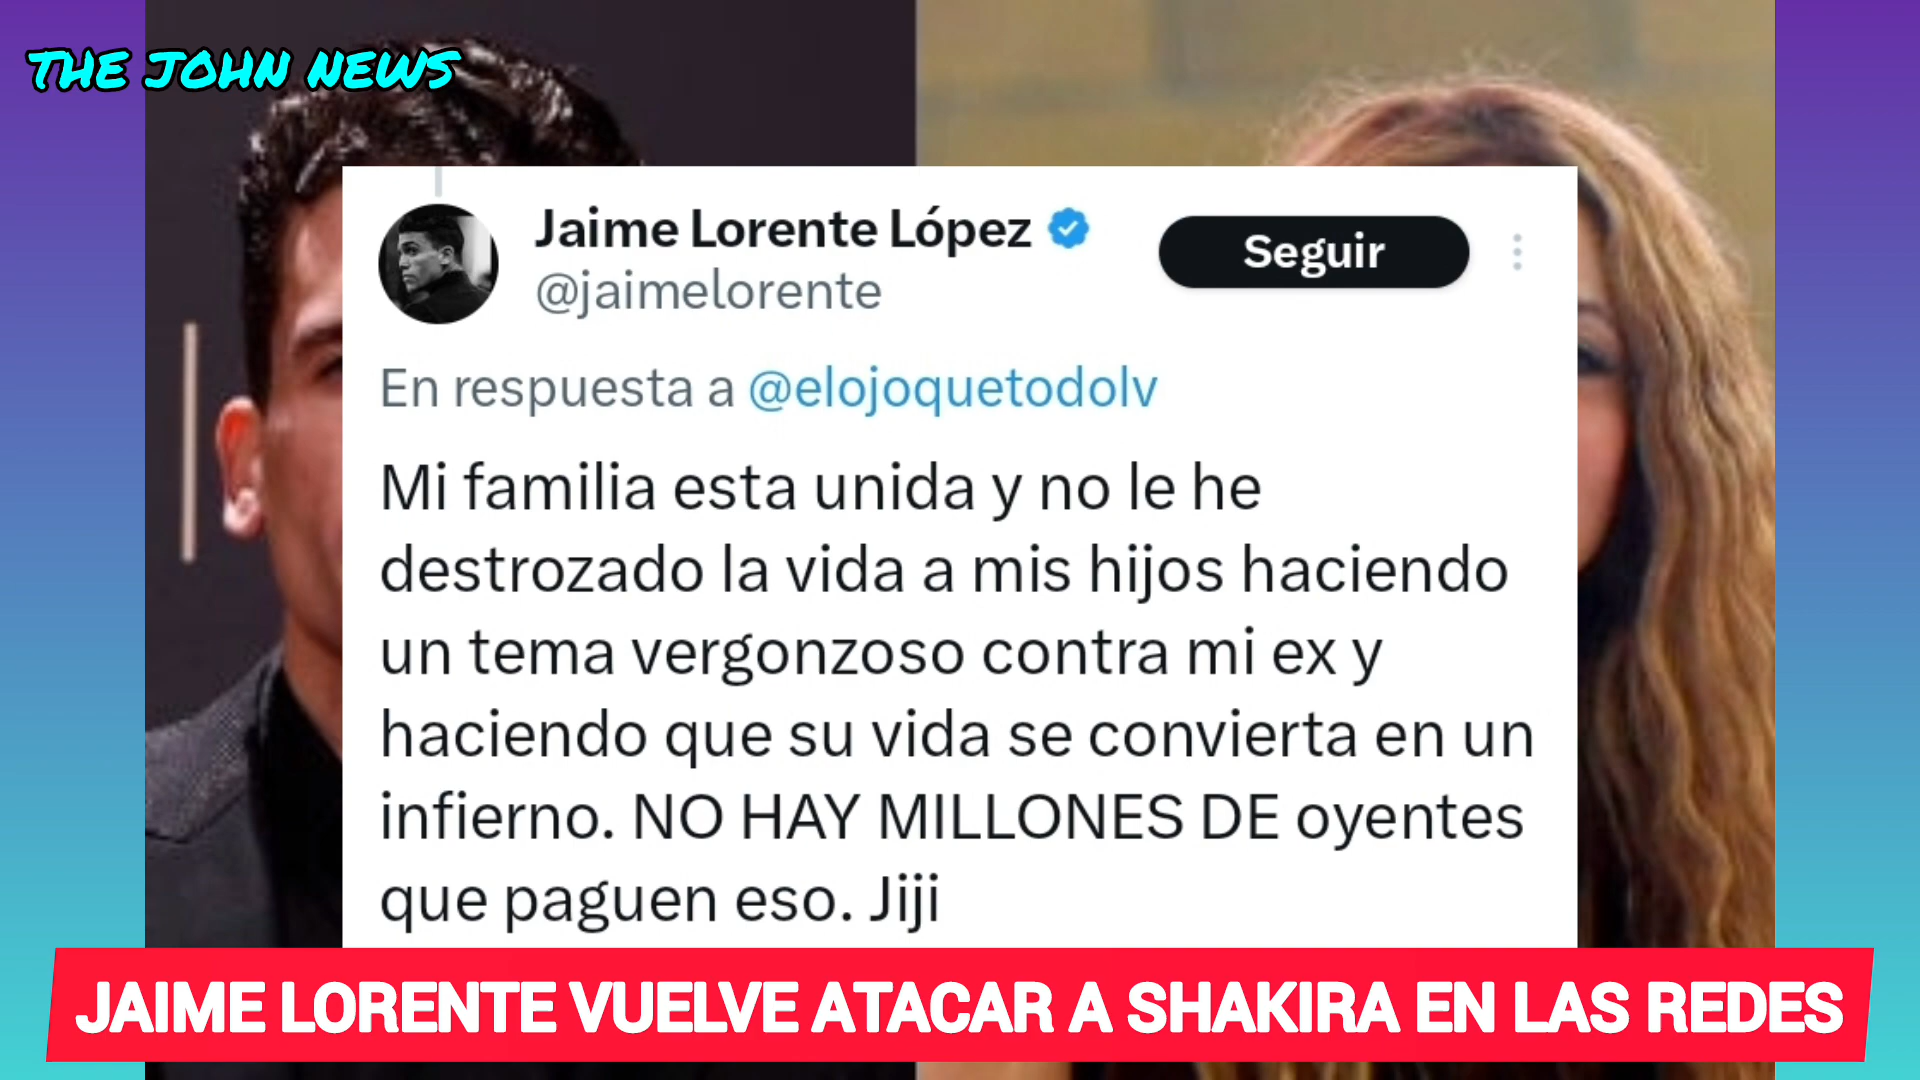 THE JOHN NEWS
Jaime Lorente López
@jaimelorente
Seguir
En respuesta a @elojoquetodolv
Mi familia esta unida y no le he
destrozado la vida a mis hijos haciendo
un tema vergonzoso contra mi ex y
haciendo que su vida se convierta en un
infierno. NO HAY MILLONES DE oyentes
que paguen eso. Jiji
JAIME LORENTE VUELVE ATACAR A SHAKIRA EN LAS REDES